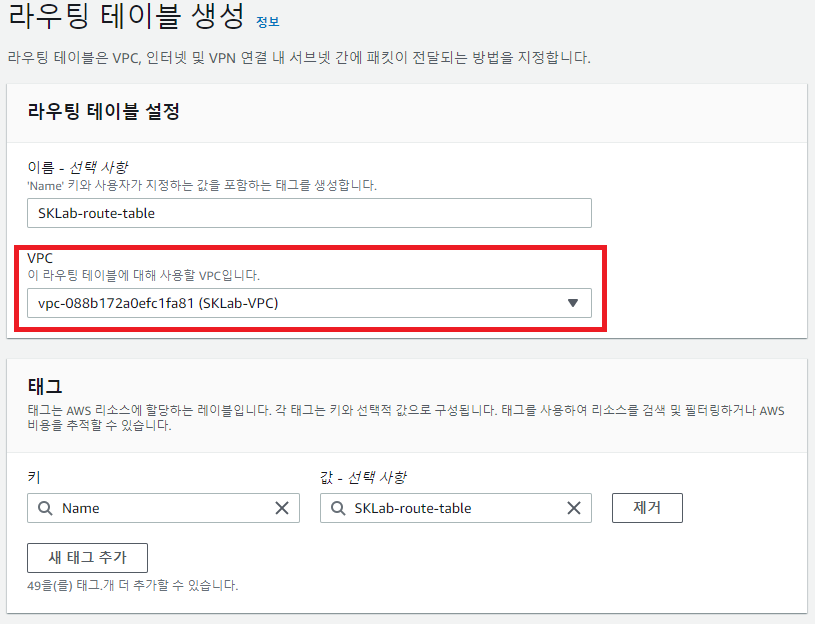 라우팅 테이블 생성 정보
라우팅 테이블은 VPC, 인터넷 및 VPN 연결 내 서브넷 간에 패킷이 전달되는 방법을 지정합니다.
라우팅 테이블 설정
이름 - 선택 사항
'Name' 키와 사용자가 지정하는 값을 포함하는 태그를 생성합니다.
SKLab-route-table
VPC
이 라우팅 테이블에 대해 사용할 VPC입니다.
vpc-088b172a0efc1fa81 (SKLab-VPC)
태그
태그는 AWS 리소스에 할당하는 레이블입니다. 각 태그는 키와 선택적 값으로 구성됩니다. 태그를 사용하여 리소스를 검색 및 필터링하거나 AWS
비용을 추적할 수 있습니다.
키 값 - 선택 사항
Name SKLab-route-table 제거
새 태그 추가
49을(를) 태그.개 더 추가할 수 있습니다.